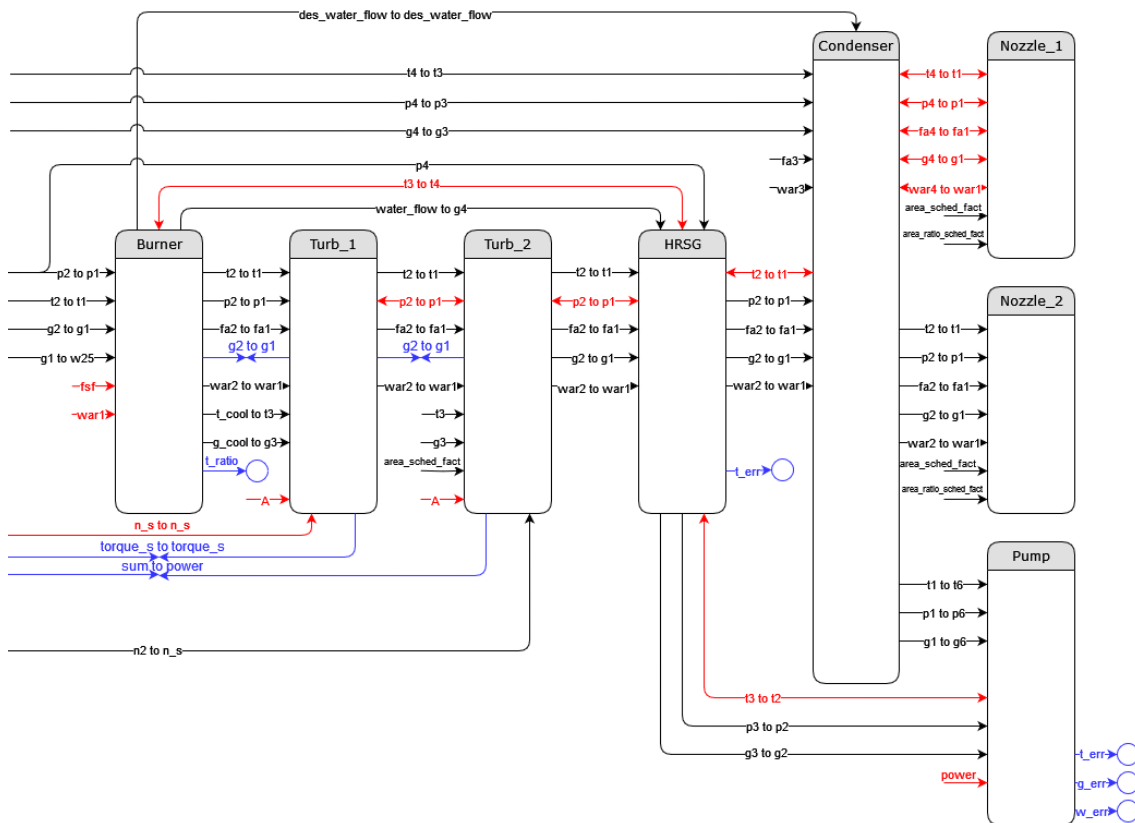 des_water_flow to des_water_flow
Condenser
Nozzle_1
t4 to t3
t4 to t1
p4 to p3
p4 to p1
g4 to g3
fa4 to fa1
p4
fa3
g4 to g1
t3 to t4
war3
war4 to war1
water_flow to g4
area_sched_fact
Burner
Turb_1
Turb_2
HRSG
area_ratio_sched_fact
p2 to p1
t2 to t1
t2 to t1
t2 to t1
t2 to t1
t2 to t1
p2 to p1
p2 to p1
p2 to p1
p2 to p1
Nozzle_2
g2 to g1
fa2 to fa1
fa2 to fa1
fa2 to fa1
fa2 to fa1
t2 to t1
g1 to w25
g2 to g1
g2 to g1
g2 to g1
g2 to g1
p2 to p1
fsf
war2 to war1
war2 to war1
war2 to war1
war2 to war1
fa2 to fa1
war1
t_cool to t3
t3
g2 to g1
g_cool to g3
g3
war2 to war1
t_ratio
area_sched_fact
t_err
area_sched_fact
A
A
area_ratio_sched_fact
n_s to n_s
torque_s to torque_s
Pump
sum to power
t1 to t6
p1 to p6
n2 to n_s
g1 to g6
t3 to t2
p3 to p2
g3 to g2
t_err
power
g_err
w_err